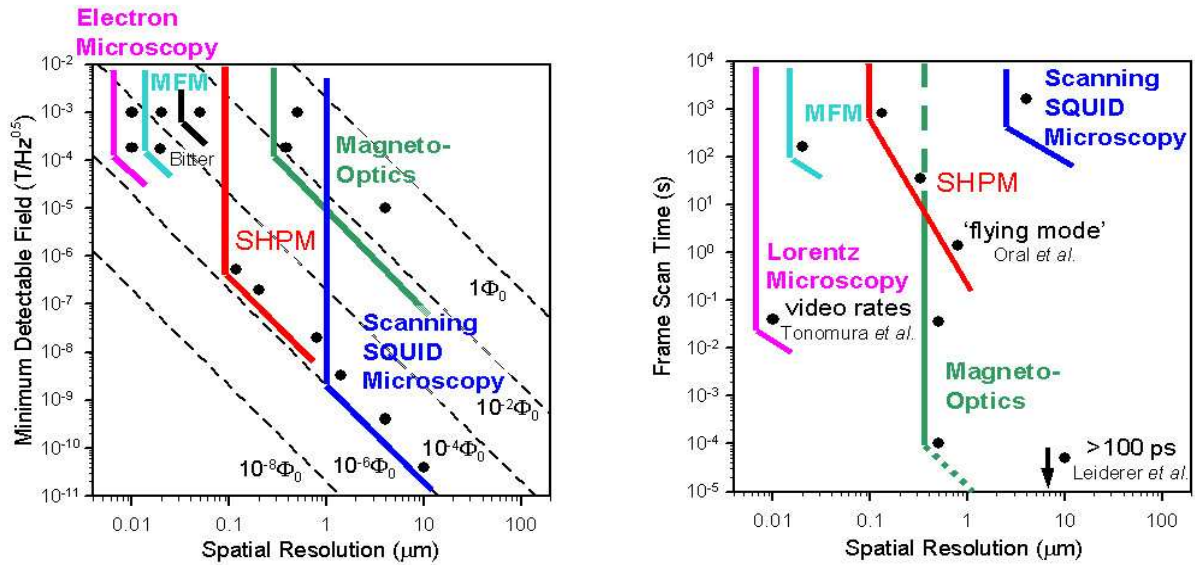 Electron
Microscopy
MFM
Bitter
Magneto-
Optics
SHPM
1Φ₀
Scanning
SQUID
Microscopy
10⁻²Φ₀
10⁻⁴Φ₀
10⁻⁶Φ₀
10⁻⁸Φ₀
10⁻²
10⁻³
10⁻⁴
10⁻⁵
10⁻⁶
10⁻⁷
10⁻⁸
10⁻⁹
10⁻¹⁰
10⁻¹¹
Minimum Detectable Field (T/Hz⁰·⁵)
0.01 0.1 1 10 100
Spatial Resolution (μm)
Scanning
SQUID
Microscopy
MFM
SHPM
'flying mode'
Oral et al.
Lorentz
Microscopy
video rates
Tonomura et al.
Magneto-
Optics
>100 ps
Leiderer et al.
10⁴
10³
10²
10¹
10⁰
10⁻¹
10⁻²
10⁻³
10⁻⁴
10⁻⁵
Frame Scan Time (s)
0.01 0.1 1 10 100
Spatial Resolution (μm)